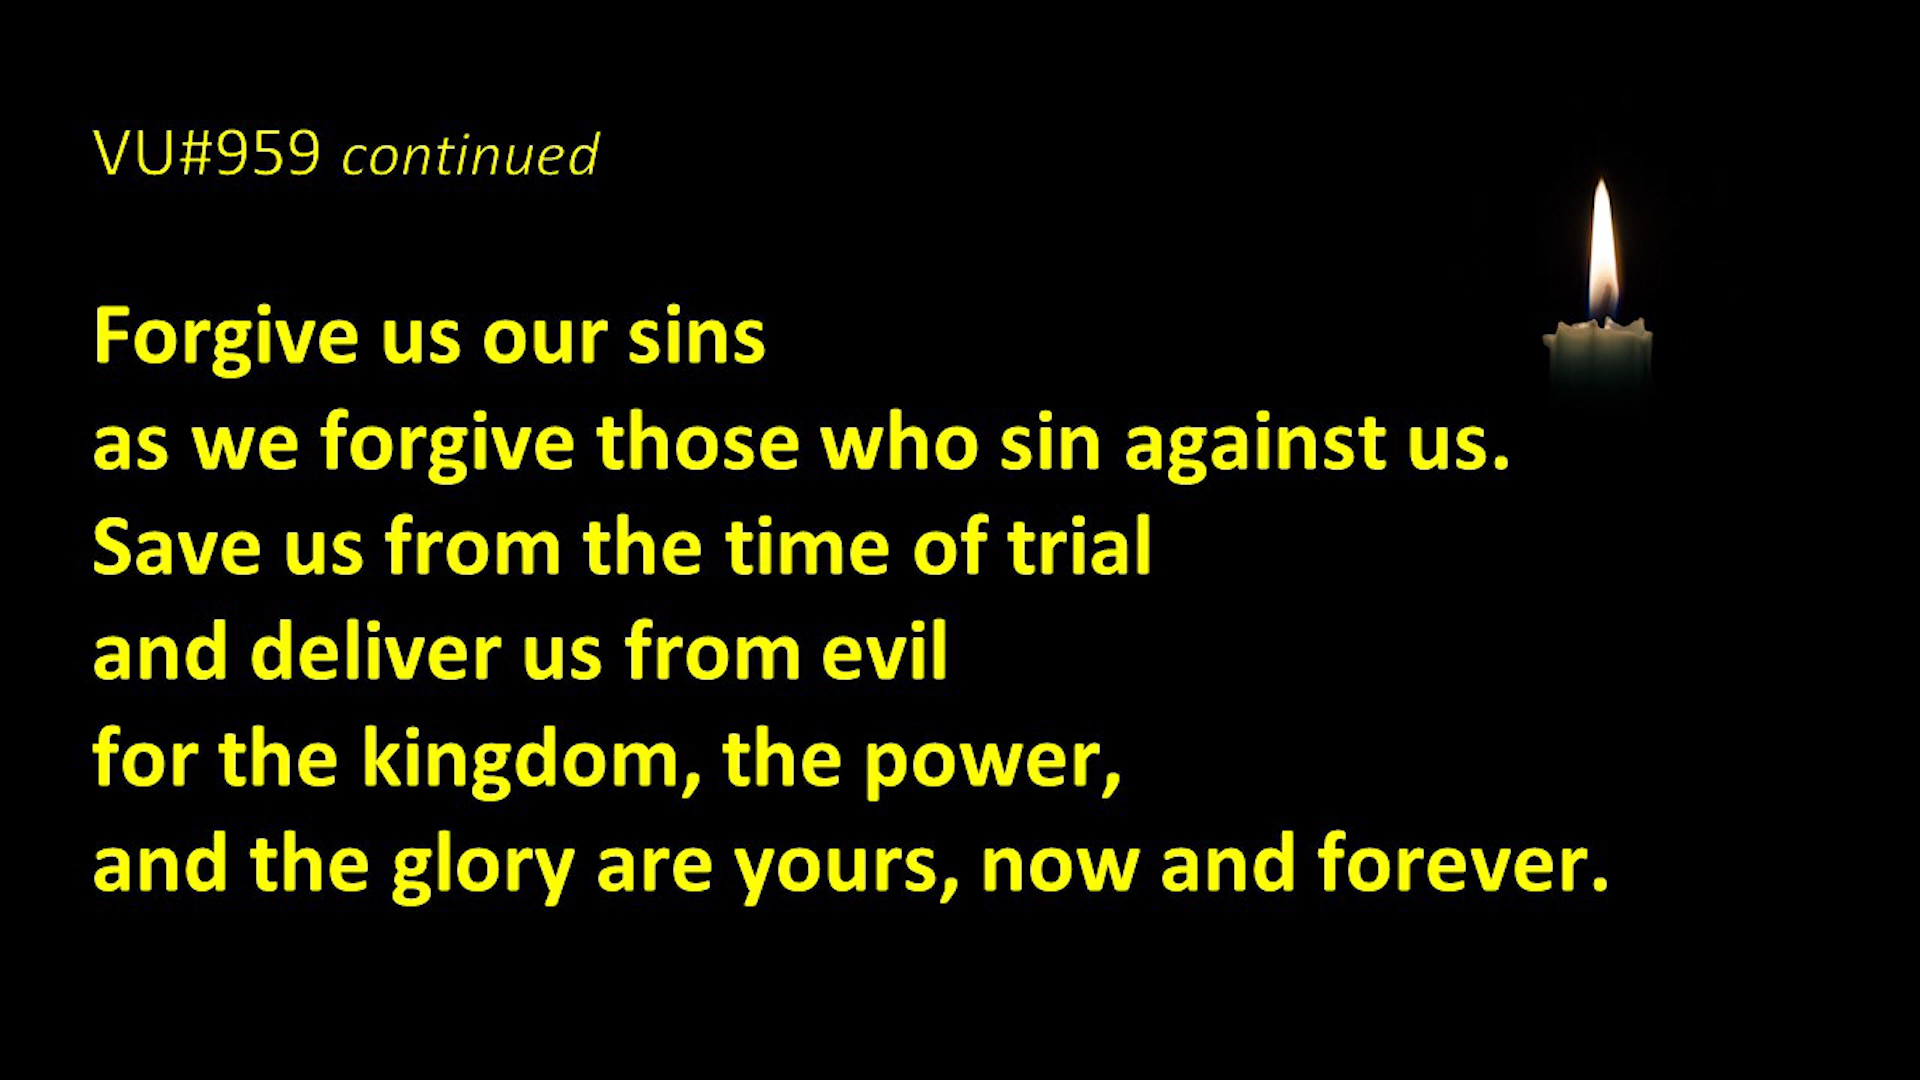 VU#959 continued
Forgive us our sins
as we forgive those who sin against us.
Save us from the time of trial
and deliver us from evil
for the kingdom, the power,
and the glory are yours, now and forever.